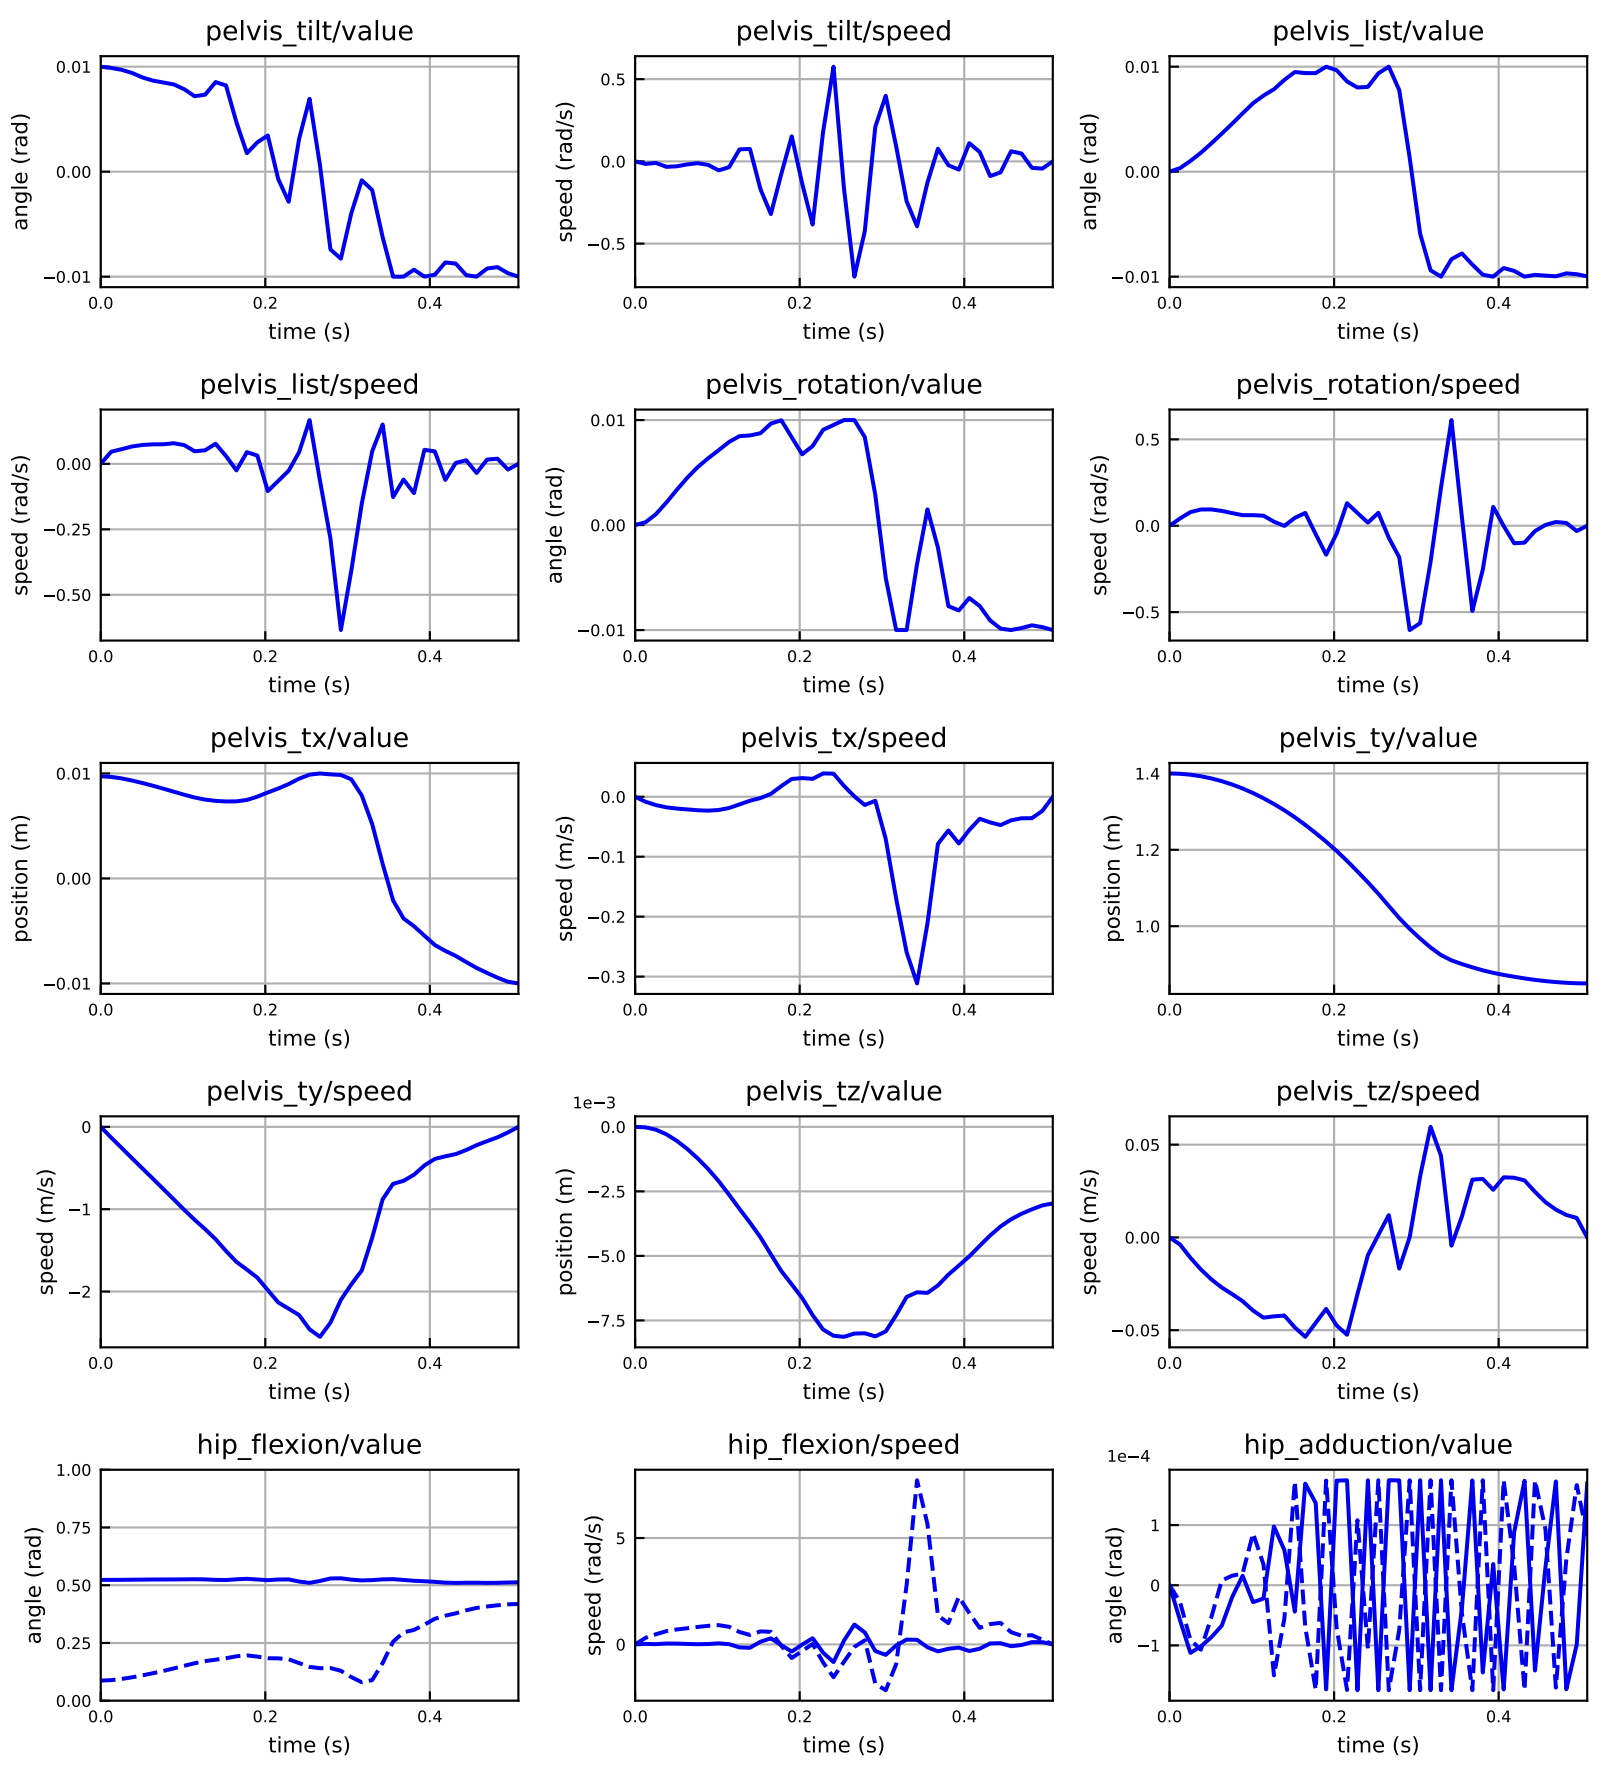 pelvis_tilt/value
pelvis_tilt/speed
pelvis_list/value
angle (rad)
0.01
0.00
−0.01
0.0
0.2
0.4
time (s)
speed (rad/s)
0.5
0.0
−0.5
0.0
0.2
0.4
time (s)
angle (rad)
0.01
0.00
−0.01
0.0
0.2
0.4
time (s)
pelvis_list/speed
pelvis_rotation/value
pelvis_rotation/speed
speed (rad/s)
0.00
−0.25
−0.50
0.0
0.2
0.4
time (s)
angle (rad)
0.01
0.00
−0.01
0.0
0.2
0.4
time (s)
speed (rad/s)
0.5
0.0
−0.5
0.0
0.2
0.4
time (s)
pelvis_tx/value
pelvis_tx/speed
pelvis_ty/value
position (m)
0.01
0.00
−0.01
0.0
0.2
0.4
time (s)
speed (m/s)
0.0
−0.1
−0.2
−0.3
0.0
0.2
0.4
time (s)
position (m)
1.4
1.2
1.0
0.0
0.2
0.4
time (s)
pelvis_ty/speed
pelvis_tz/value
pelvis_tz/speed
speed (m/s)
0
−1
−2
0.0
0.2
0.4
time (s)
1e−3
position (m)
0.0
−2.5
−5.0
−7.5
0.0
0.2
0.4
time (s)
speed (m/s)
0.05
0.00
−0.05
0.0
0.2
0.4
time (s)
hip_flexion/value
hip_flexion/speed
hip_adduction/value
angle (rad)
1.00
0.75
0.50
0.25
0.00
0.0
0.2
0.4
time (s)
speed (rad/s)
5
0
0.0
0.2
0.4
time (s)
1e−4
angle (rad)
1
0
−1
0.0
0.2
0.4
time (s)